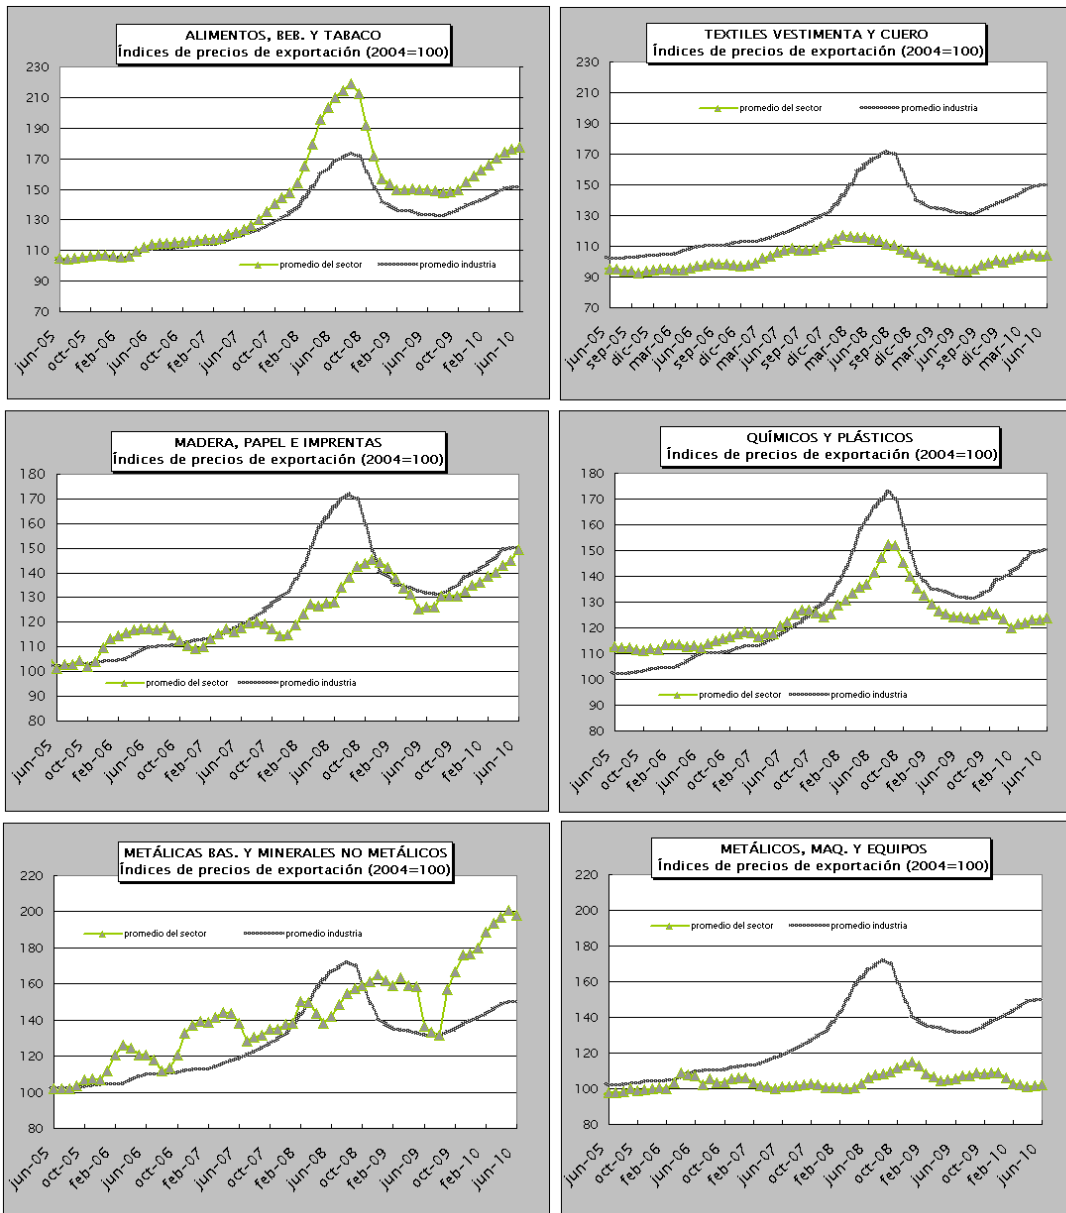 ALIMENTOS, BEB. Y TABACO
Índices de precios de exportación (2004=100)
230
210
190
170
150
130
110
90
70
promedio del sector
promedio industria
jun-05
oct-05
feb-06
jun-06
oct-06
feb-07
jun-07
oct-07
feb-08
jun-08
oct-08
feb-09
jun-09
oct-09
feb-10
jun-10
TEXTILES VESTIMENTA Y CUERO
Índices de precios de exportación (2004=100)
230
210
190
170
150
130
110
90
70
promedio del sector
promedio industria
jun-05
sep-05
dic-05
mar-06
jun-06
sep-06
dic-06
mar-07
jun-07
sep-07
dic-07
mar-08
jun-08
sep-08
dic-08
mar-09
jun-09
sep-09
dic-09
mar-10
jun-10
MADERA, PAPEL E IMPRENTAS
Índices de precios de exportación (2004=100)
180
170
160
150
140
130
120
110
100
90
80
promedio del sector
promedio industria
jun-05
oct-05
feb-06
jun-06
oct-06
feb-07
jun-07
oct-07
feb-08
jun-08
oct-08
feb-09
jun-09
oct-09
feb-10
jun-10
QUÍMICOS Y PLÁSTICOS
Índices de precios de exportación (2004=100)
180
170
160
150
140
130
120
110
100
90
80
promedio del sector
promedio industria
jun-05
oct-05
feb-06
jun-06
oct-06
feb-07
jun-07
oct-07
feb-08
jun-08
oct-08
feb-09
jun-09
oct-09
feb-10
jun-10
METÁLICAS BAS. Y MINERALES NO METÁLICOS
Índices de precios de exportación (2004=100)
220
200
180
160
140
120
100
80
promedio del sector
promedio industria
jun-05
oct-05
feb-06
jun-06
oct-06
feb-07
jun-07
oct-07
feb-08
jun-08
oct-08
feb-09
jun-09
oct-09
feb-10
jun-10
METÁLICOS, MAQ. Y EQUIPOS
Índices de precios de exportación (2004=100)
220
200
180
160
140
120
100
80
promedio del sector
promedio industria
jun-05
oct-05
feb-06
jun-06
oct-06
feb-07
jun-07
oct-07
feb-08
jun-08
oct-08
feb-09
jun-09
oct-09
feb-10
jun-10